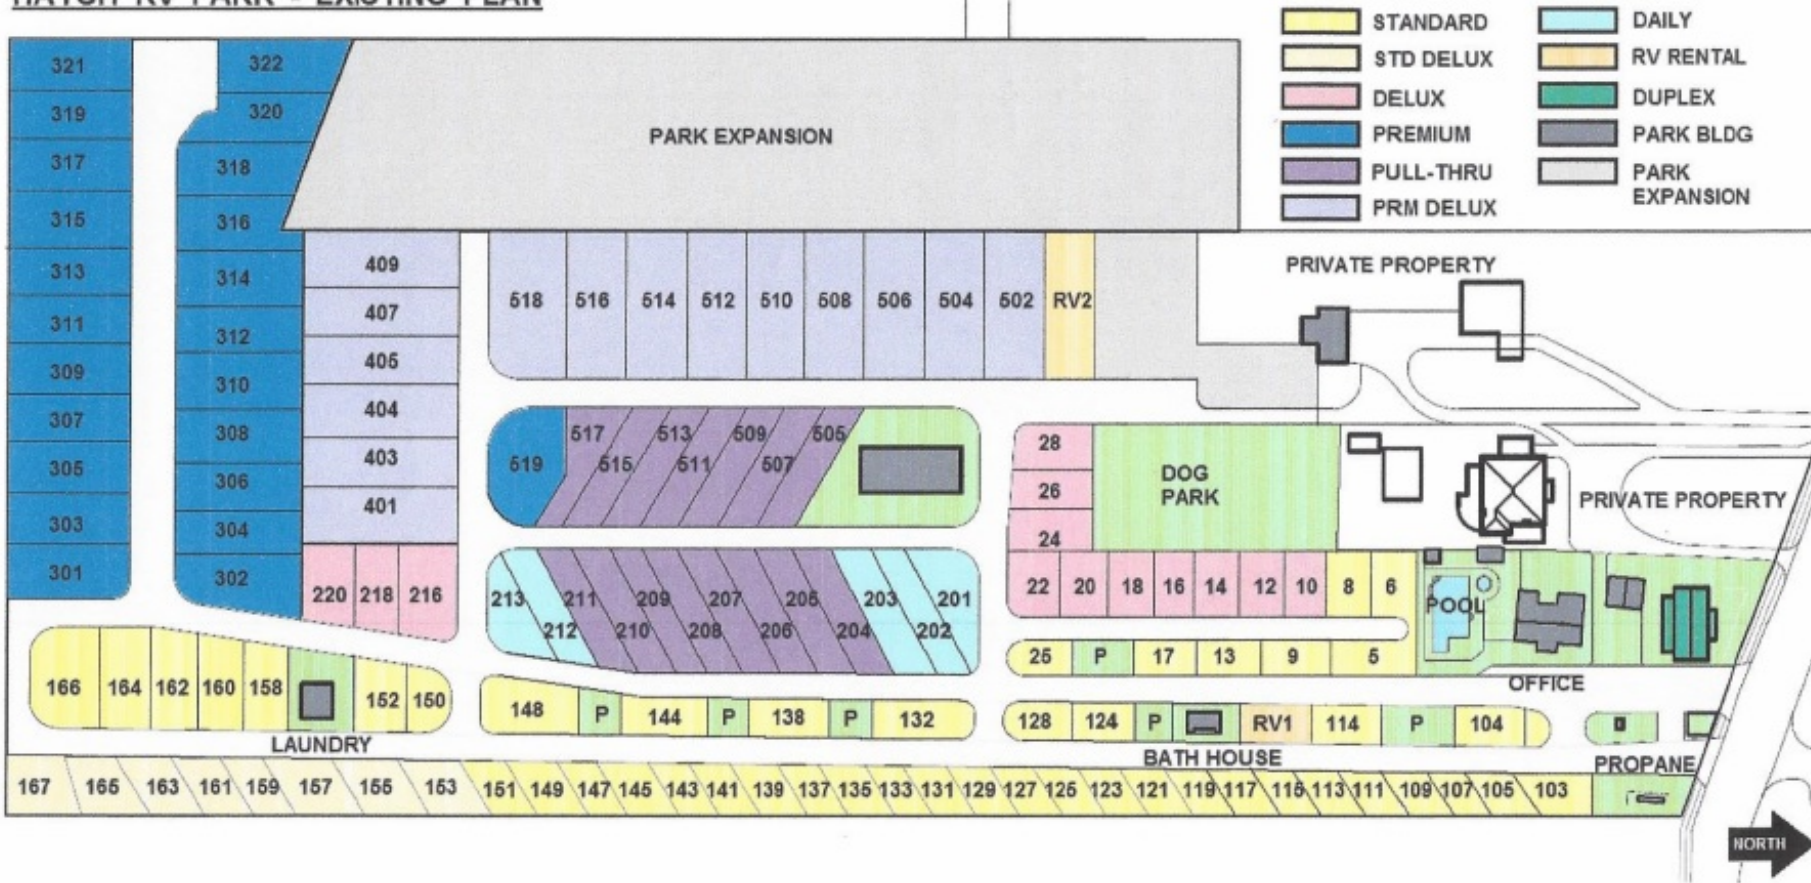 HATCH RV PARK - EXISTING PLAN
STANDARD
DAILY
STD DELUX
RV RENTAL
DELUX
DUPLEX
PREMIUM
PARK BLDG
PULL-THRU
PARK
EXPANSION
PRM DELUX
321
322
319
320
317
318
315
316
313
314
311
312
309
310
307
308
305
306
303
304
301
302
PARK EXPANSION
409
407
405
404
403
401
220 218 216
518 516 514 512 510 508 506 504 502 RV2
PRIVATE PROPERTY
517 513 509 505
519 515 511 507
28
26
24
DOG
PARK
PRIVATE PROPERTY
22 20 18 16 14 12 10 8 6
POOL
213 211 209 207 205 203 201
212 210 208 206 204 202
25 P 17 13 9 5
OFFICE
166 164 162 160 158 152 150
148 P 144 P 138 P 132
128 124 P RV1 114 P 104
LAUNDRY
BATH HOUSE
PROPANE
167 165 163 161 159 157 155 153 151 149 147 145 143 141 139 137 135 133 131 129 127 125 123 121 119 117 115 113 111 109 107 105 103
NORTH